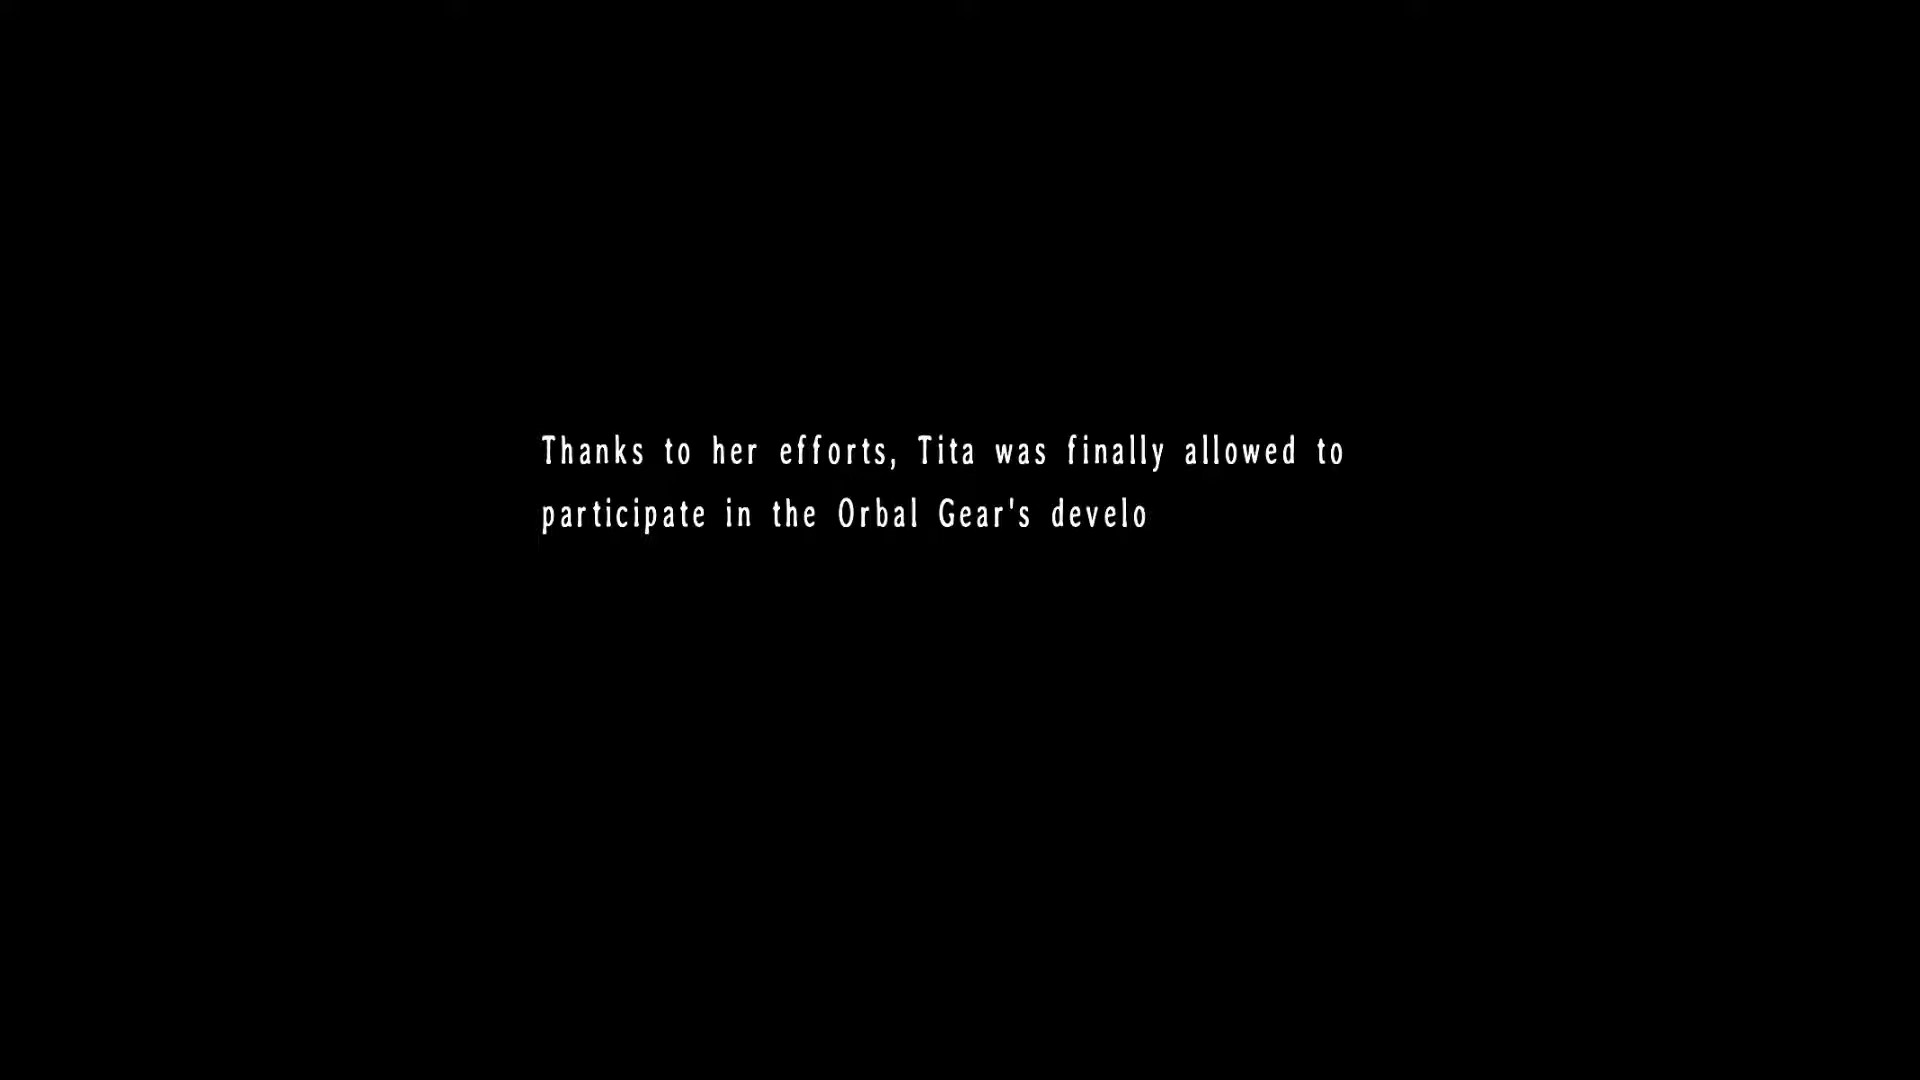 Thanks to her efforts, Tita was finally allowed to
participate in the Orbal Gear's develo